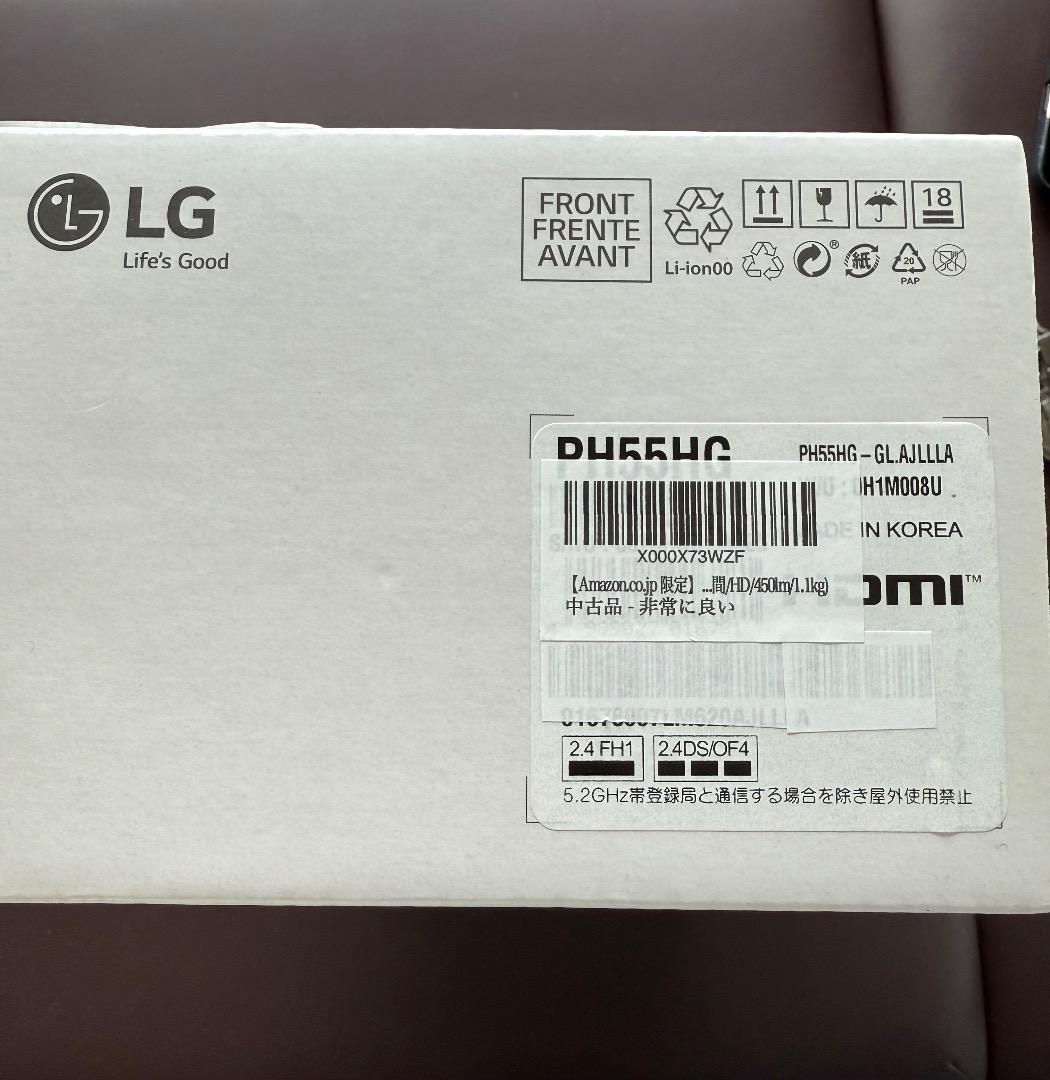 LG
Life's Good
FRONT
FRENTE
AVANT
Li-ion00
18
紙
20
PAP
PH55HG
PH55HG-GL.AJLLLA
H1M008U
IN KOREA
X000X73WZF
【Amazon.co.jp 限定】...間/HD/450lm/1.1kg)
中古品 - 非常に良い
2.4 FH1
2.4DS/OF4
5.2GHz帯登録局と通信する場合を除き屋外使用禁止